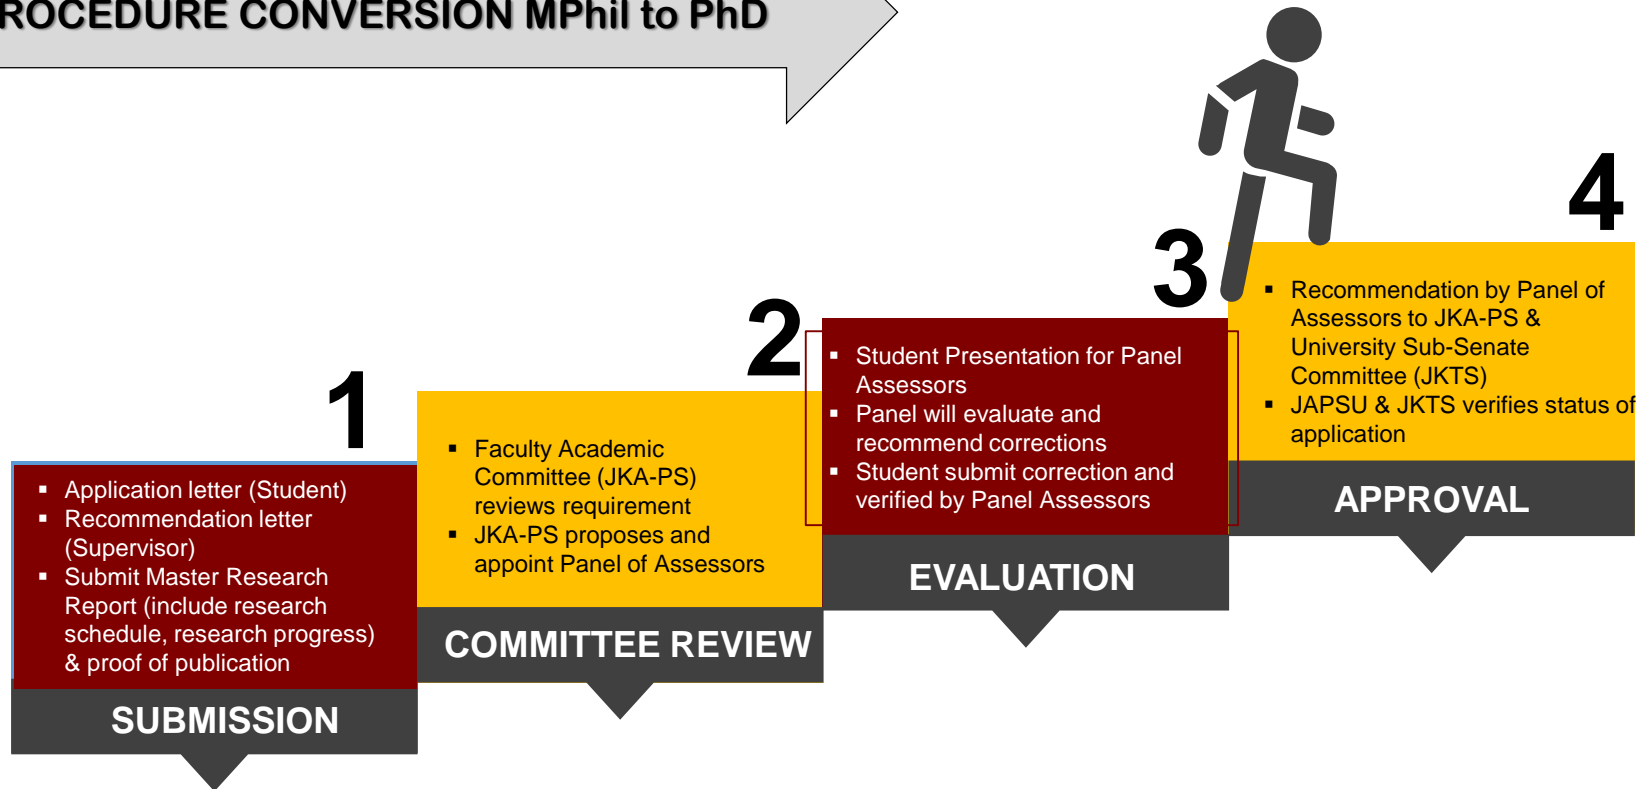 ROCEDURE CONVERSION MPhil to PhD
1
▪ Application letter (Student)
▪ Recommendation letter
(Supervisor)
▪ Submit Master Research
Report (include research
schedule, research progress)
& proof of publication
SUBMISSION
2
▪ Faculty Academic
Committee (JKA-PS)
reviews requirement
▪ JKA-PS proposes and
appoint Panel of Assessors
COMMITTEE REVIEW
3
▪ Student Presentation for Panel
Assessors
▪ Panel will evaluate and
recommend corrections
▪ Student submit correction and
verified by Panel Assessors
EVALUATION
4
▪ Recommendation by Panel of
Assessors to JKA-PS &
University Sub-Senate
Committee (JKTS)
▪ JAPSU & JKTS verifies status of
application
APPROVAL